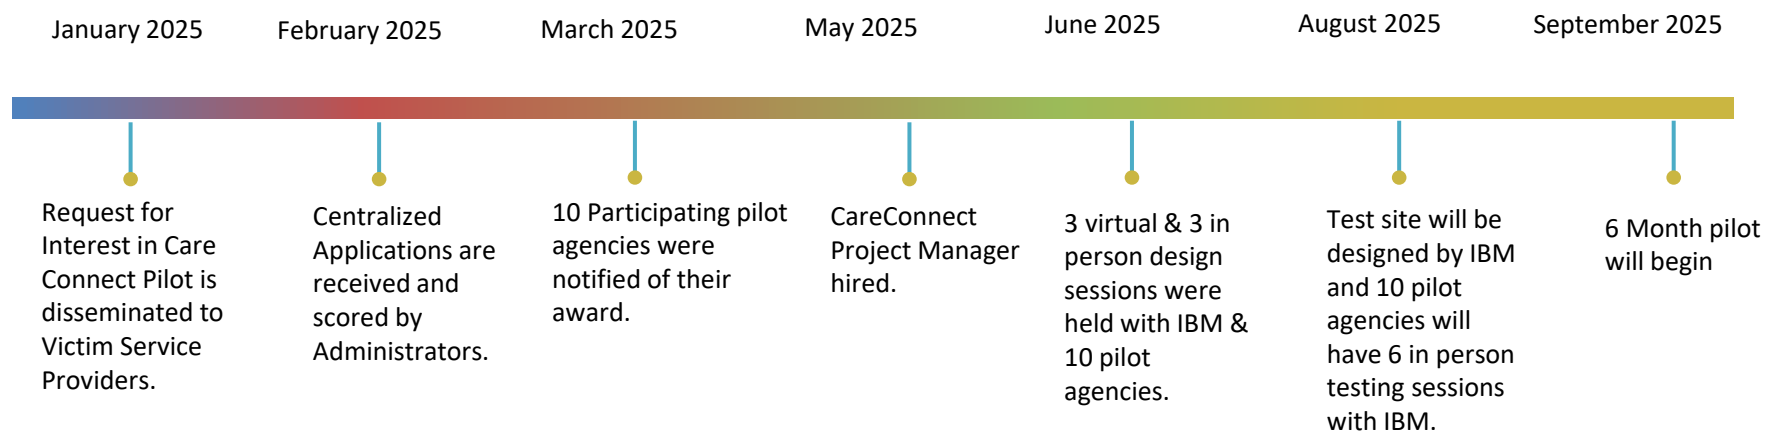 January 2025
February 2025
March 2025
May 2025
June 2025
August 2025
September 2025
Request for
Interest in Care
Connect Pilot is
disseminated to
Victim Service
Providers.
Centralized
Applications are
received and
scored by
Administrators.
10 Participating pilot
agencies were
notified of their
award.
CareConnect
Project Manager
hired.
3 virtual & 3 in
person design
sessions were
held with IBM &
10 pilot
agencies.
Test site will be
designed by IBM
and 10 pilot
agencies will
have 6 in person
testing sessions
with IBM.
6 Month pilot
will begin